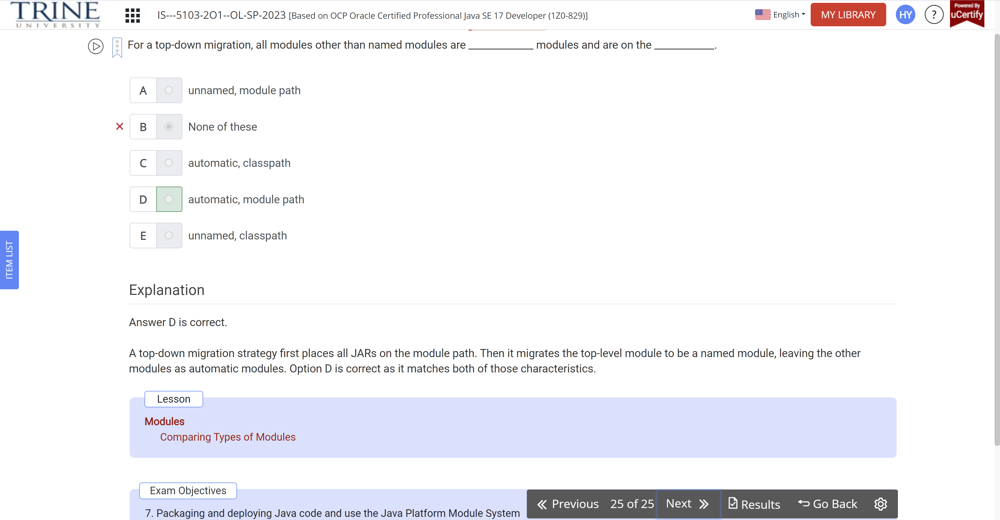 TRINE
UNIVERSITY
IS---5103-2O1--OL-SP-2023 [Based on OCP Oracle Certified Professional Java SE 17 Developer (1Z0-829)]
English
MY LIBRARY
HY
?
Powered By
uCertify
For a top-down migration, all modules other than named modules are _____________ modules and are on the ____________.
A unnamed, module path
B None of these
C automatic, classpath
D automatic, module path
E unnamed, classpath
ITEM LIST
Explanation
Answer D is correct.
A top-down migration strategy first places all JARs on the module path. Then it migrates the top-level module to be a named module, leaving the other
modules as automatic modules. Option D is correct as it matches both of those characteristics.
Lesson
Modules
Comparing Types of Modules
Exam Objectives
7. Packaging and deploying Java code and use the Java Platform Module System
Previous 25 of 25 Next Results Go Back